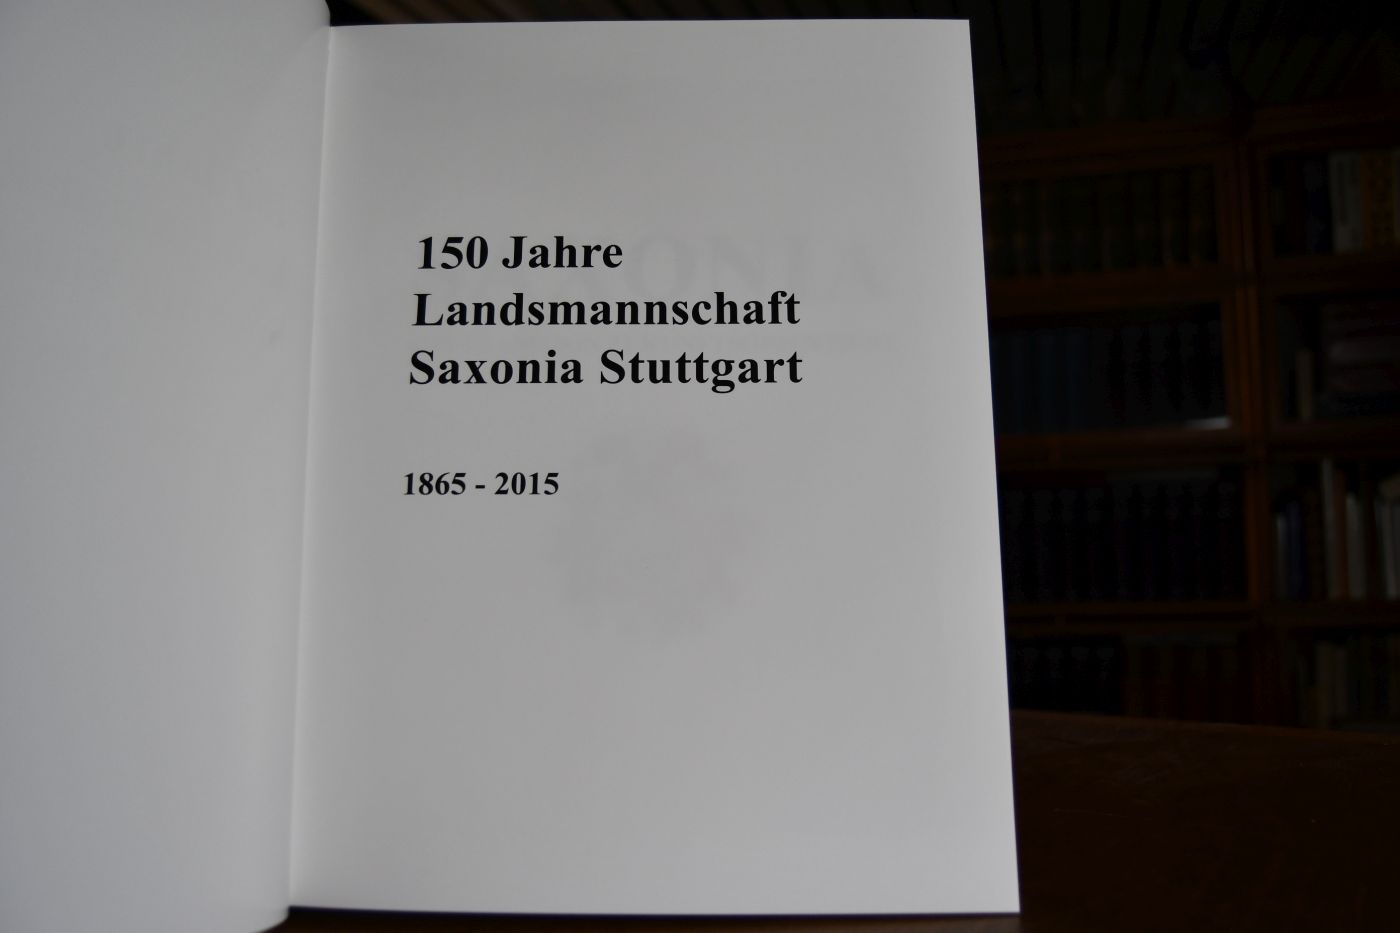 150 Jahre
Landsmannschaft
Saxonia Stuttgart
1865 - 2015